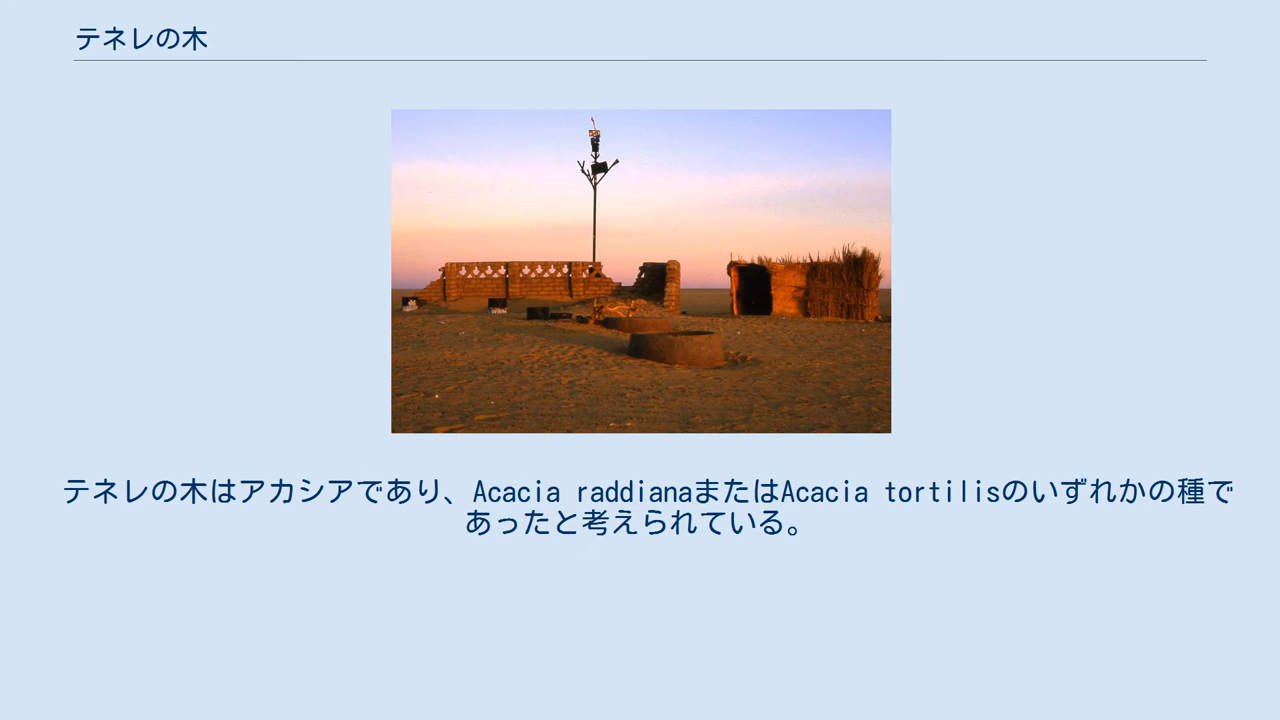 テネレの木
テネレの木はアカシアであり、Acacia raddianaまたはAcacia tortilisのいずれかの種で
あったと考えられている。